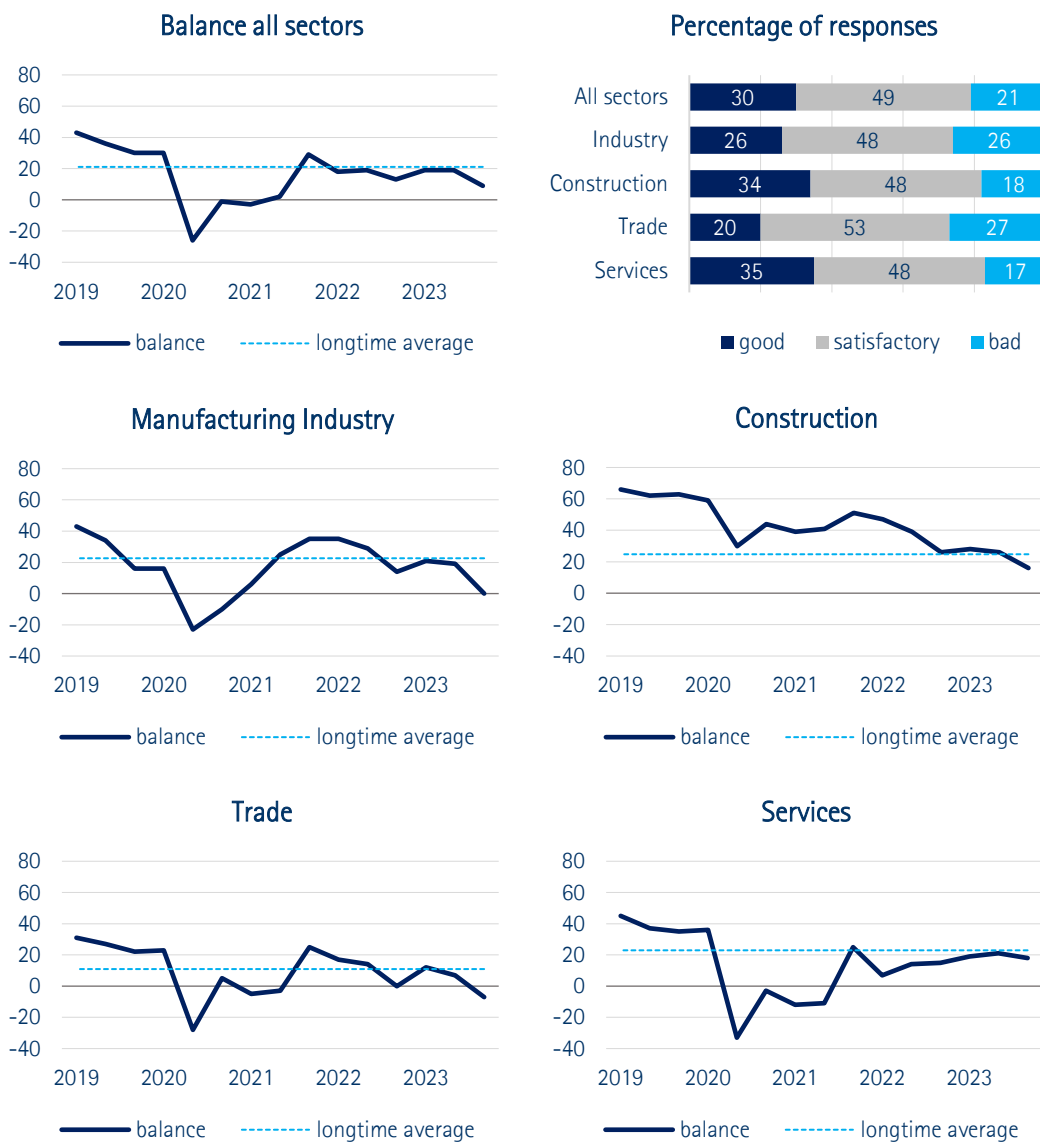 Balance all sectors
80
60
40
20
0
-20
-40
2019 2020 2021 2022 2023
balance longtime average
Percentage of responses
All sectors 30 49 21
Industry 26 48 26
Construction 34 48 18
Trade 20 53 27
Services 35 48 17
good satisfactory bad
Manufacturing Industry
80
60
40
20
0
-20
-40
2019 2020 2021 2022 2023
balance longtime average
Construction
80
60
40
20
0
-20
-40
2019 2020 2021 2022 2023
balance longtime average
Trade
80
60
40
20
0
-20
-40
2019 2020 2021 2022 2023
balance longtime average
Services
80
60
40
20
0
-20
-40
2019 2020 2021 2022 2023
balance longtime average